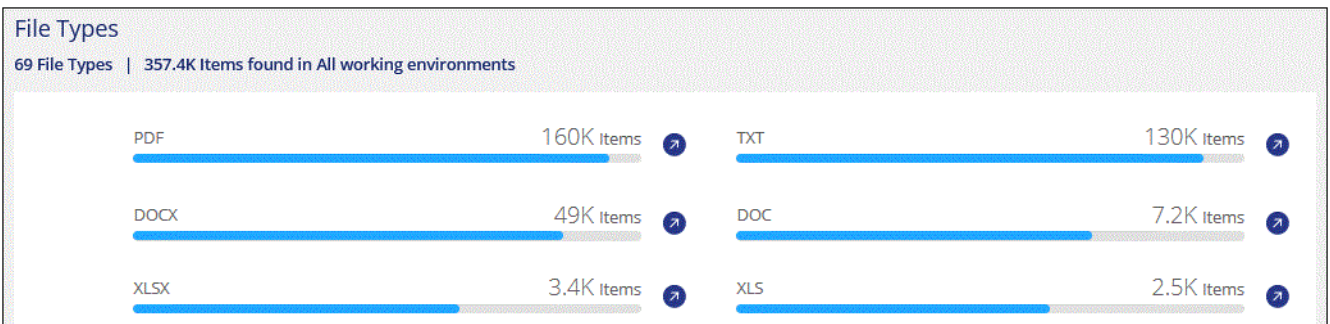 File Types
69 File Types | 357.4K Items found in All working environments
PDF 160K Items TXT 130K Items
DOCX 49K Items DOC 7.2K Items
XLSX 3.4K Items XLS 2.5K Items